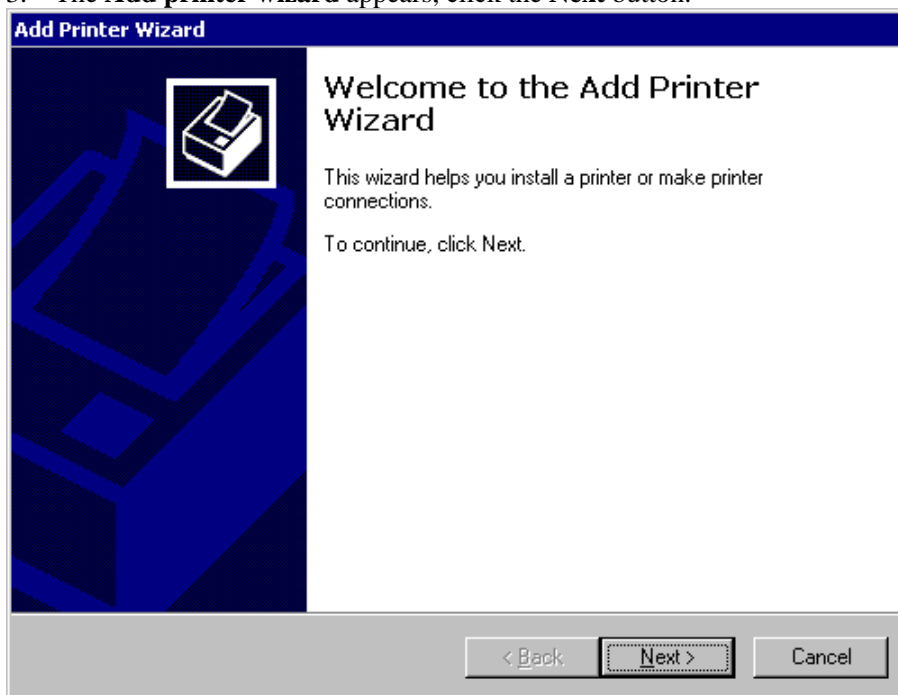 3. The Add printer wizard appears, click the Next button.
Add Printer Wizard
Welcome to the Add Printer
Wizard
This wizard helps you install a printer or make printer
connections.
To continue, click Next.
< Back
Next >
Cancel